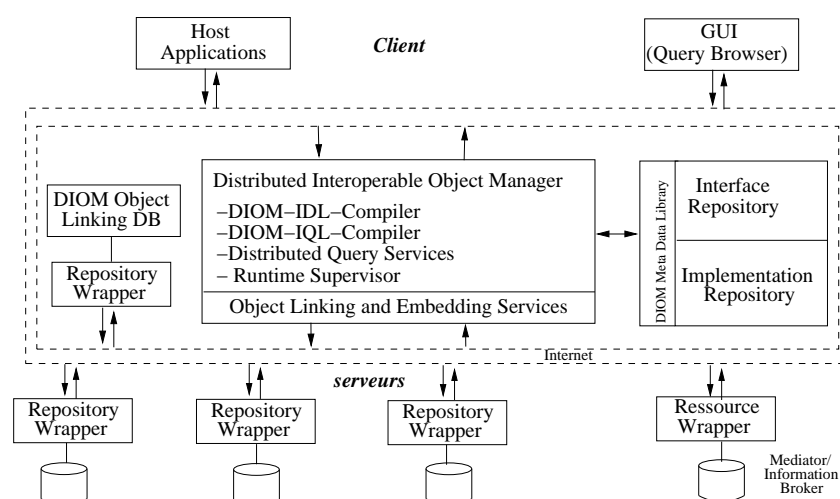 Host
Applications
Client
GUI
(Query Browser)
DIOM Object
Linking DB
Repository
Wrapper
Distributed Interoperable Object Manager
−DIOM−IDL−Compiler
−DIOM−IQL−Compiler
−Distributed Query Services
− Runtime Supervisor
Object Linking and Embedding Services
DIOM Meta Data Library
Interface
Repository
Implementation
Repository
Internet
serveurs
Repository
Wrapper
Repository
Wrapper
Repository
Wrapper
Ressource
Wrapper
Mediator/
Information
Broker